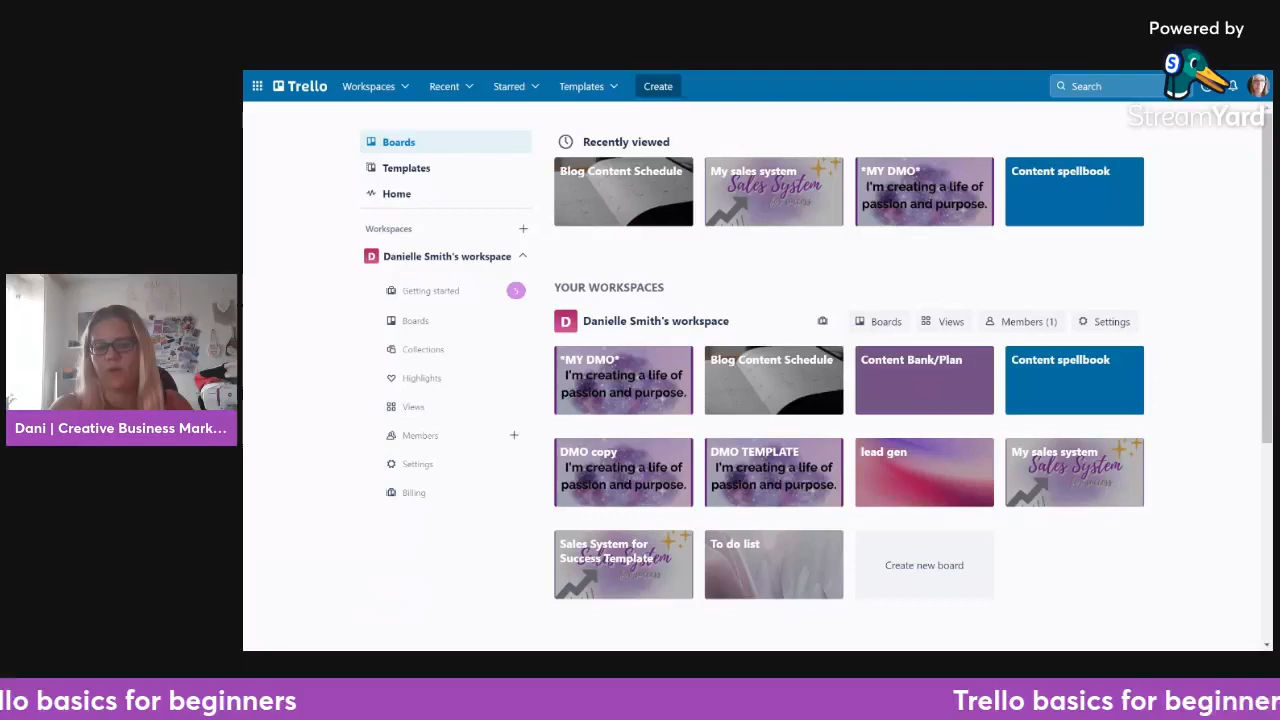 Powered by
StreamYard
Trello
Workspaces
Recent
Starred
Templates
Create
Search
Boards
Templates
Home
Workspaces
D
Danielle Smith's workspace
Getting started
Boards
Collections
Highlights
Views
Members
Settings
Billing
Recently viewed
Blog Content Schedule
My sales system
Sales System
for success
*MY DMO*
I'm creating a life of
passion and purpose.
Content spellbook
YOUR WORKSPACES
D
Danielle Smith's workspace
Boards
Views
Members (1)
Settings
*MY DMO*
I'm creating a life of
passion and purpose.
Blog Content Schedule
Content Bank/Plan
Content spellbook
DMO copy
I'm creating a life of
passion and purpose.
DMO TEMPLATE
I'm creating a life of
passion and purpose.
lead gen
My sales system
Sales System
for success
Sales System for
Success Template
To do list
Create new board
Dani | Creative Business Mark...
llo basics for beginners
Trello basics for beginner